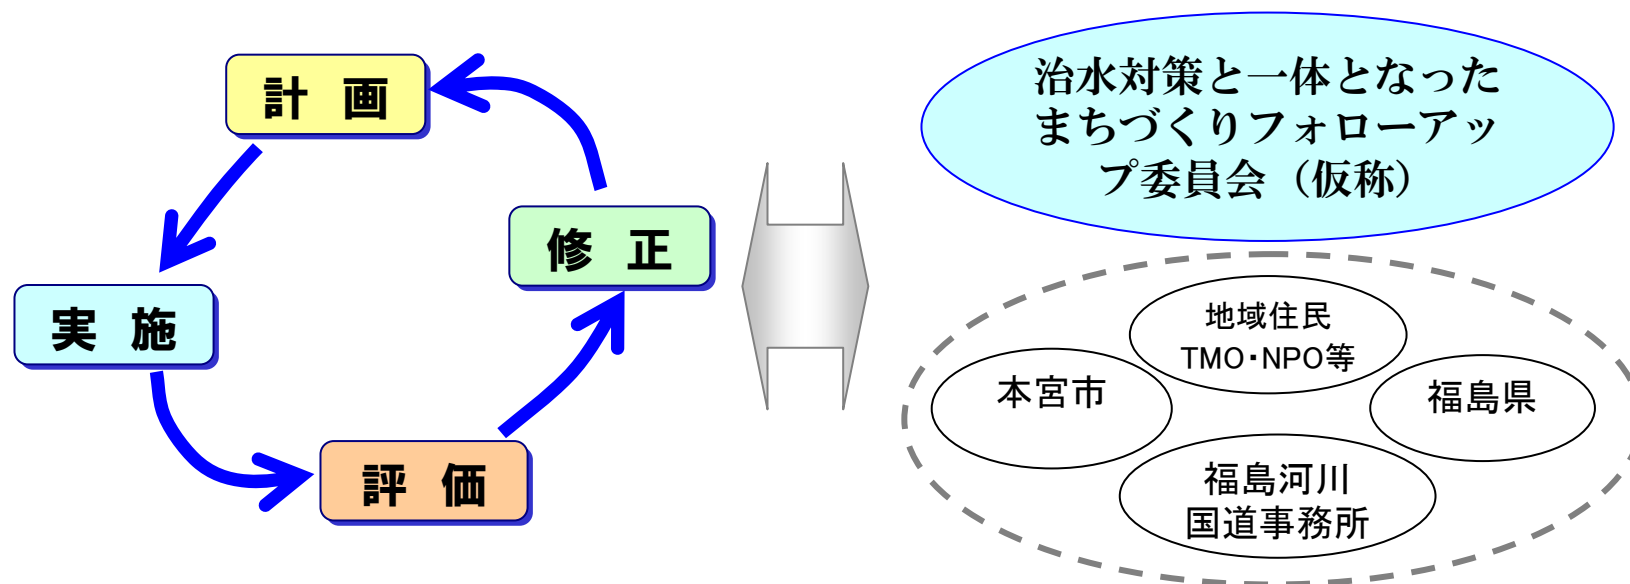 計 画
修 正
実 施
評 価
治水対策と一体となった
まちづくりフォローアッ
プ委員会（仮称）
地域住民
TMO・NPO等
本宮市
福島県
福島河川
国道事務所